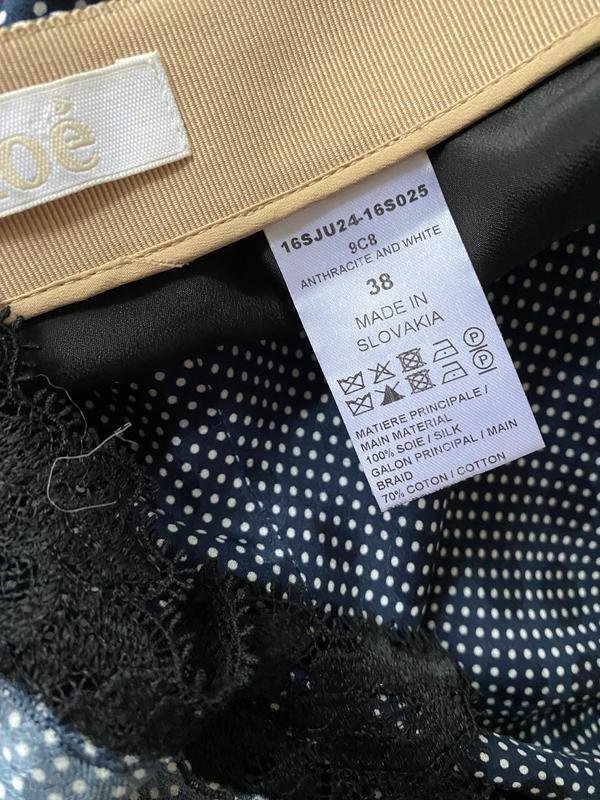 oé
16SJU24-16S025
9C8
ANTHRACITE AND WHITE
38
MADE IN
SLOVAKIA
P
P
MATIERE PRINCIPALE /
MAIN MATERIAL
100% SOIE / SILK
GALON PRINCIPAL / MAIN
BRAID
70% COTON / COTTON